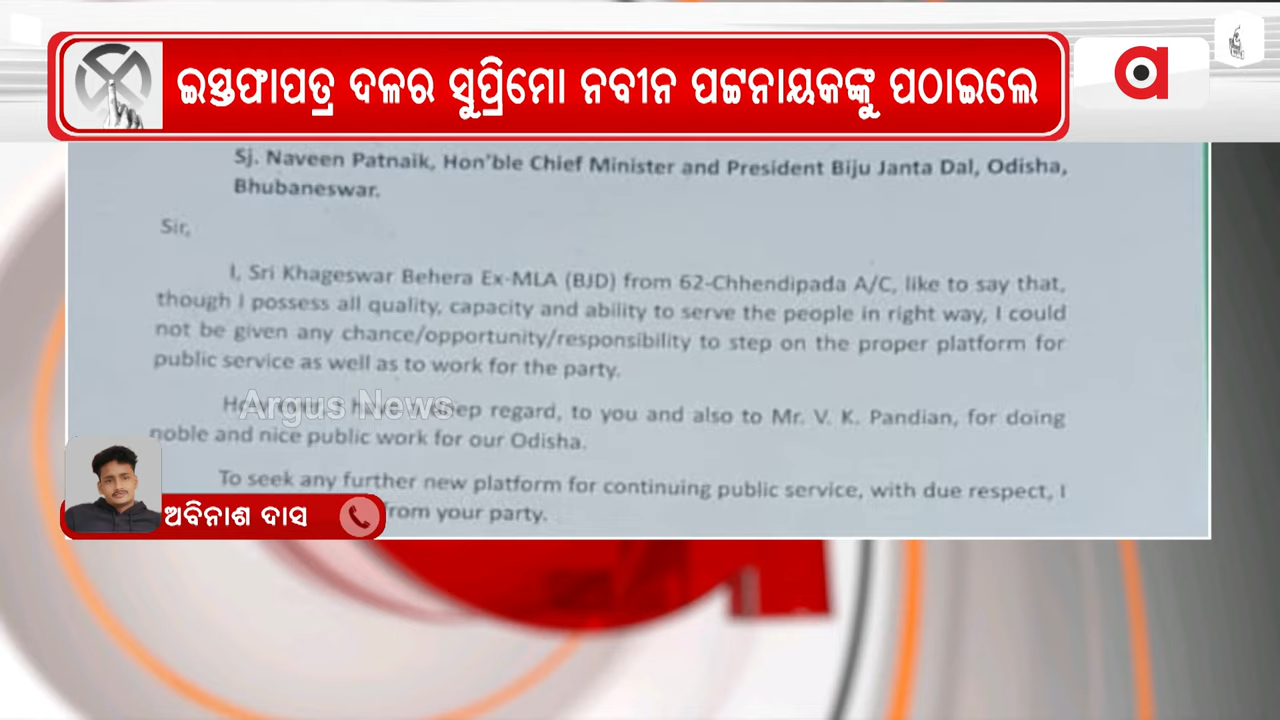 ଇସ୍ତଫାପତ୍ର ଦଳର ସୁପ୍ରିମୋ ନବୀନ ପଟ୍ଟନାୟକଙ୍କୁ ପଠାଇଲେ
a
Sj. Naveen Patnaik, Hon'ble Chief Minister and President Biju Janta Dal, Odisha,
Bhubaneswar.
Sir,
I, Sri Khageswar Behera Ex-MLA (BJD) from 62-Chhendipada A/C, like to say that,
though I possess all quality, capacity and ability to serve the people in right way, I could
not be given any chance/opportunity/responsibility to step on the proper platform for
public service as well as to work for the party.
regard, to you and also to Mr. V. K. Pandian, for doing
Argus News
noble and nice public work for our Odisha.
To seek any further new platform for continuing public service, with due respect, I
from your party.
ଅବିନାଶ ଦାସ